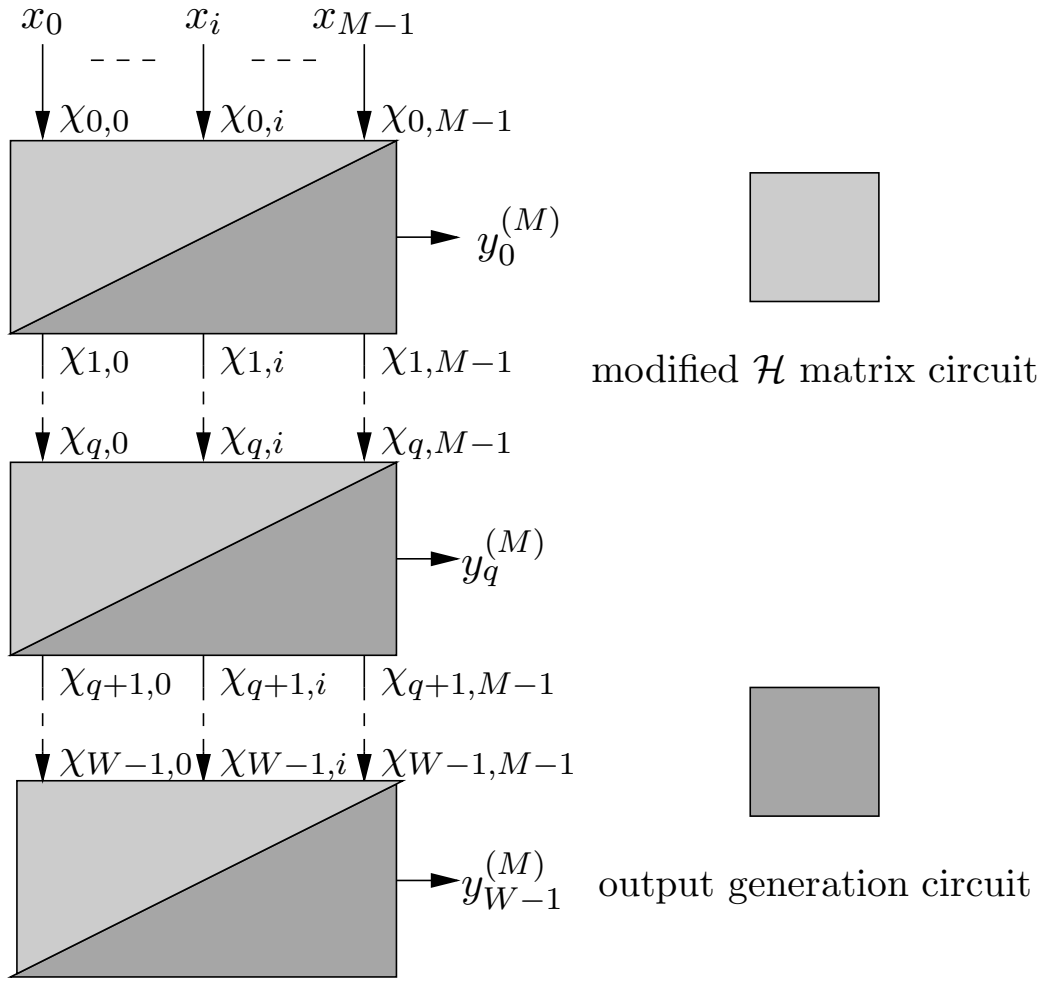 x_0 x_i x_{M-1}
χ_{0,0} χ_{0,i} χ_{0,M-1}
y_0^{(M)}
χ_{1,0} χ_{1,i} χ_{1,M-1}
modified ℋ matrix circuit
χ_{q,0} χ_{q,i} χ_{q,M-1}
y_q^{(M)}
χ_{q+1,0} χ_{q+1,i} χ_{q+1,M-1}
χ_{W-1,0} χ_{W-1,i} χ_{W-1,M-1}
y_{W-1}^{(M)}
output generation circuit